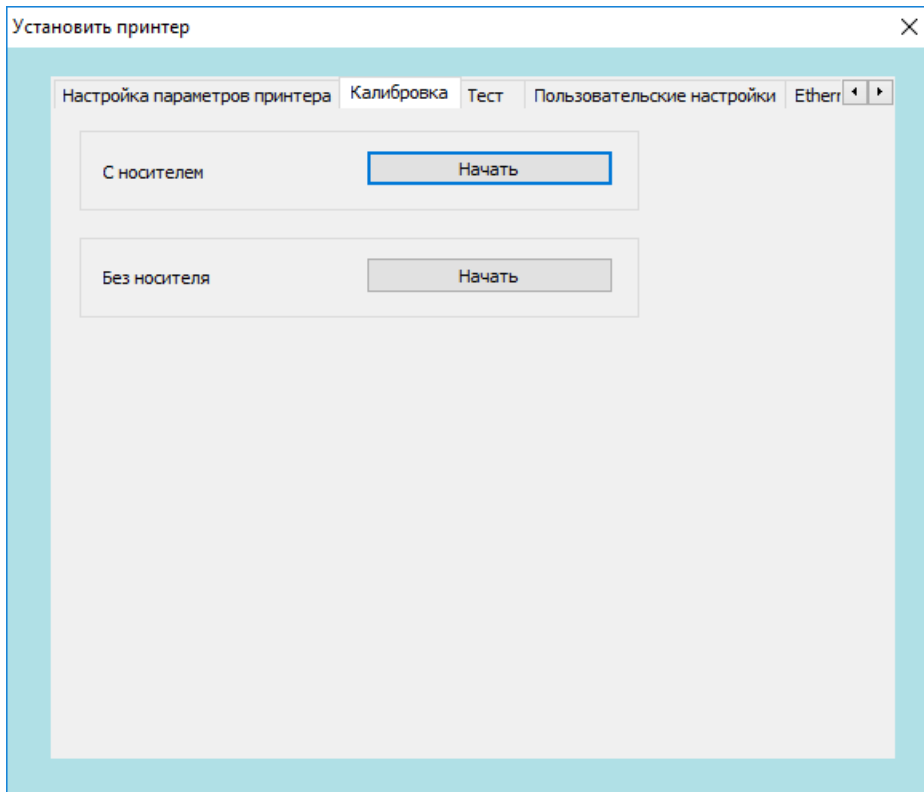 Установить принтер
Настройка параметров принтера Калибровка Тест Пользовательские настройки
С носителем Начать
Без носителя Начать